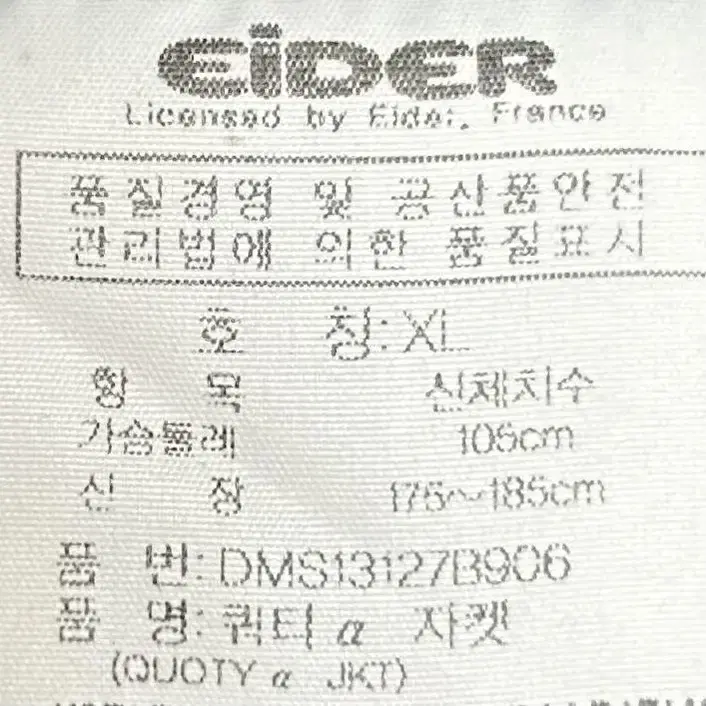 EiDER
Licensed by Eider, France
품질경영 및 공산품안전
관리법에 의한 품질표시
호 칭: XL
항 목 신체치수
가슴둘레 105cm
신 장 175~185cm
품 번: DMS13127B906
품 명: 쿼티 α 자켓
(QUOTY α JKT)